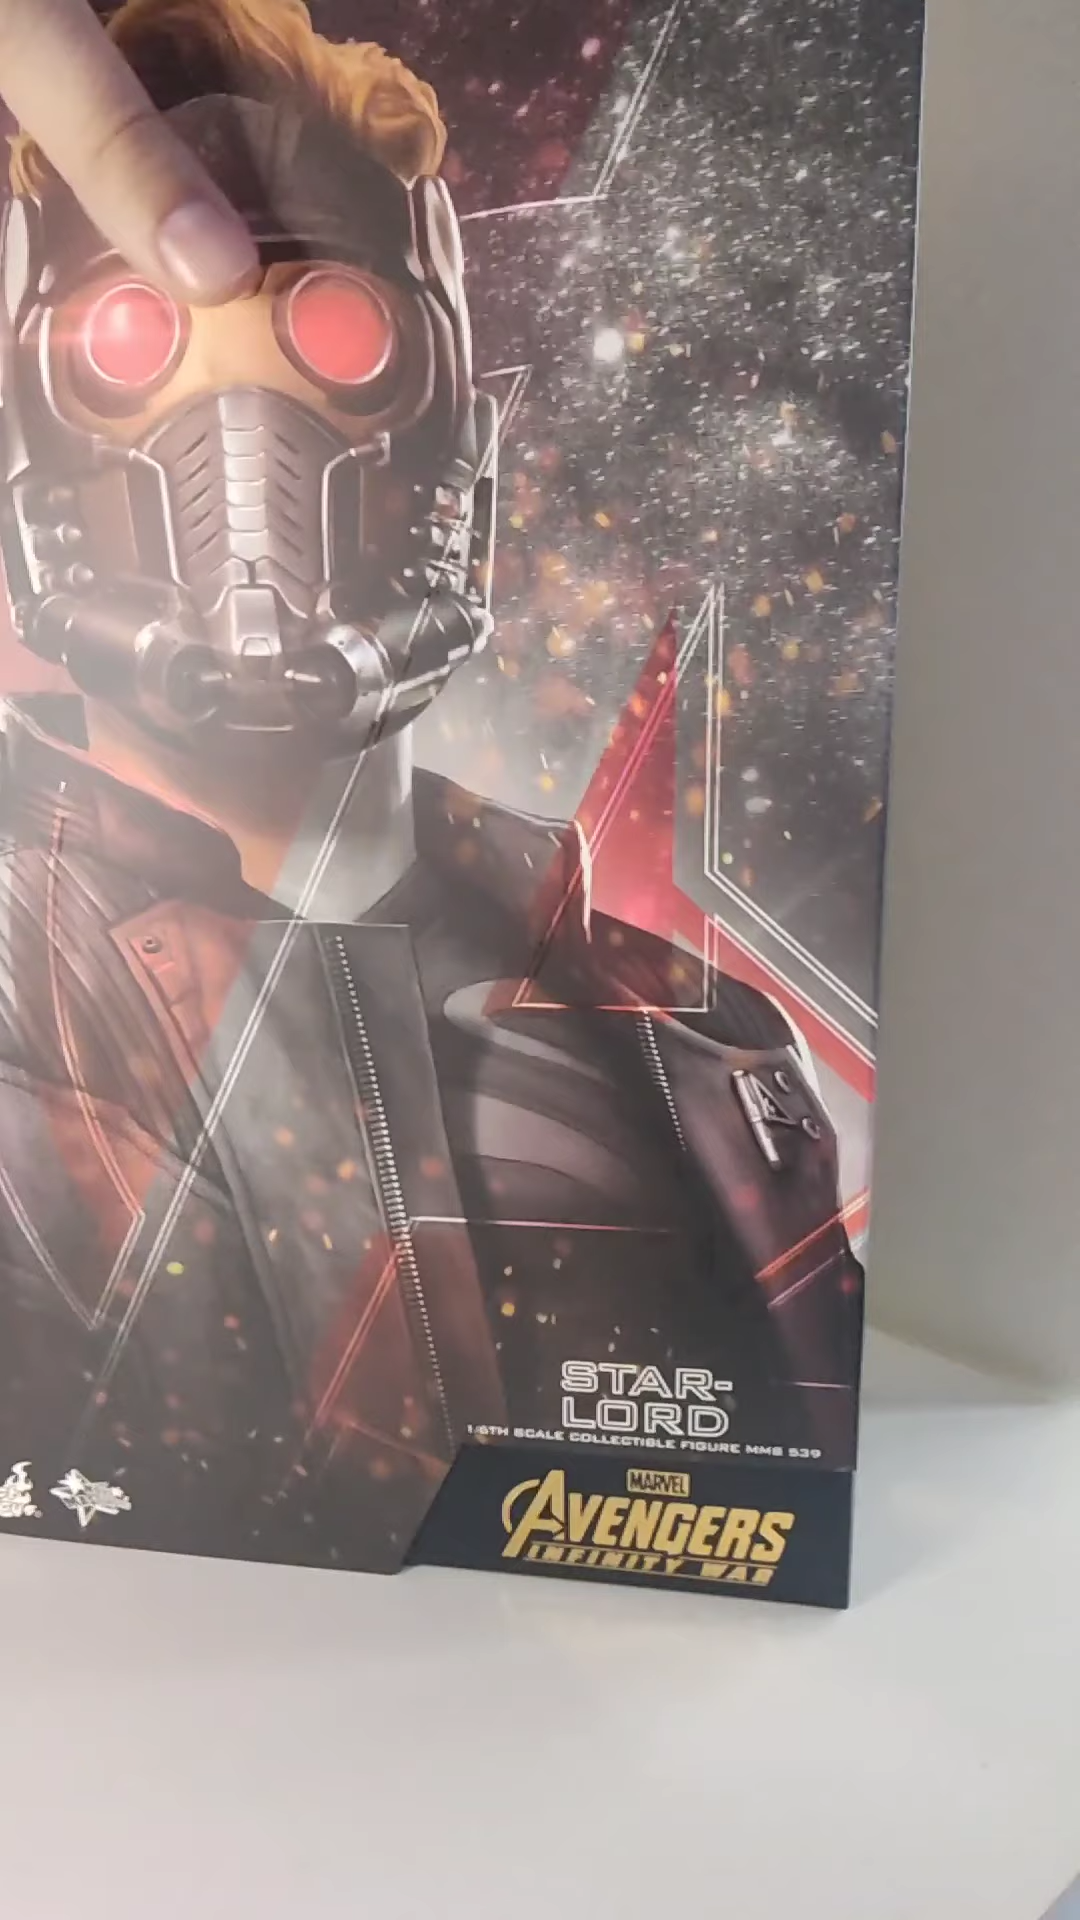 STAR-
LORD
1/6TH SCALE COLLECTIBLE FIGURE MMS 539
MARVEL
AVENGERS
INFINITY WAR